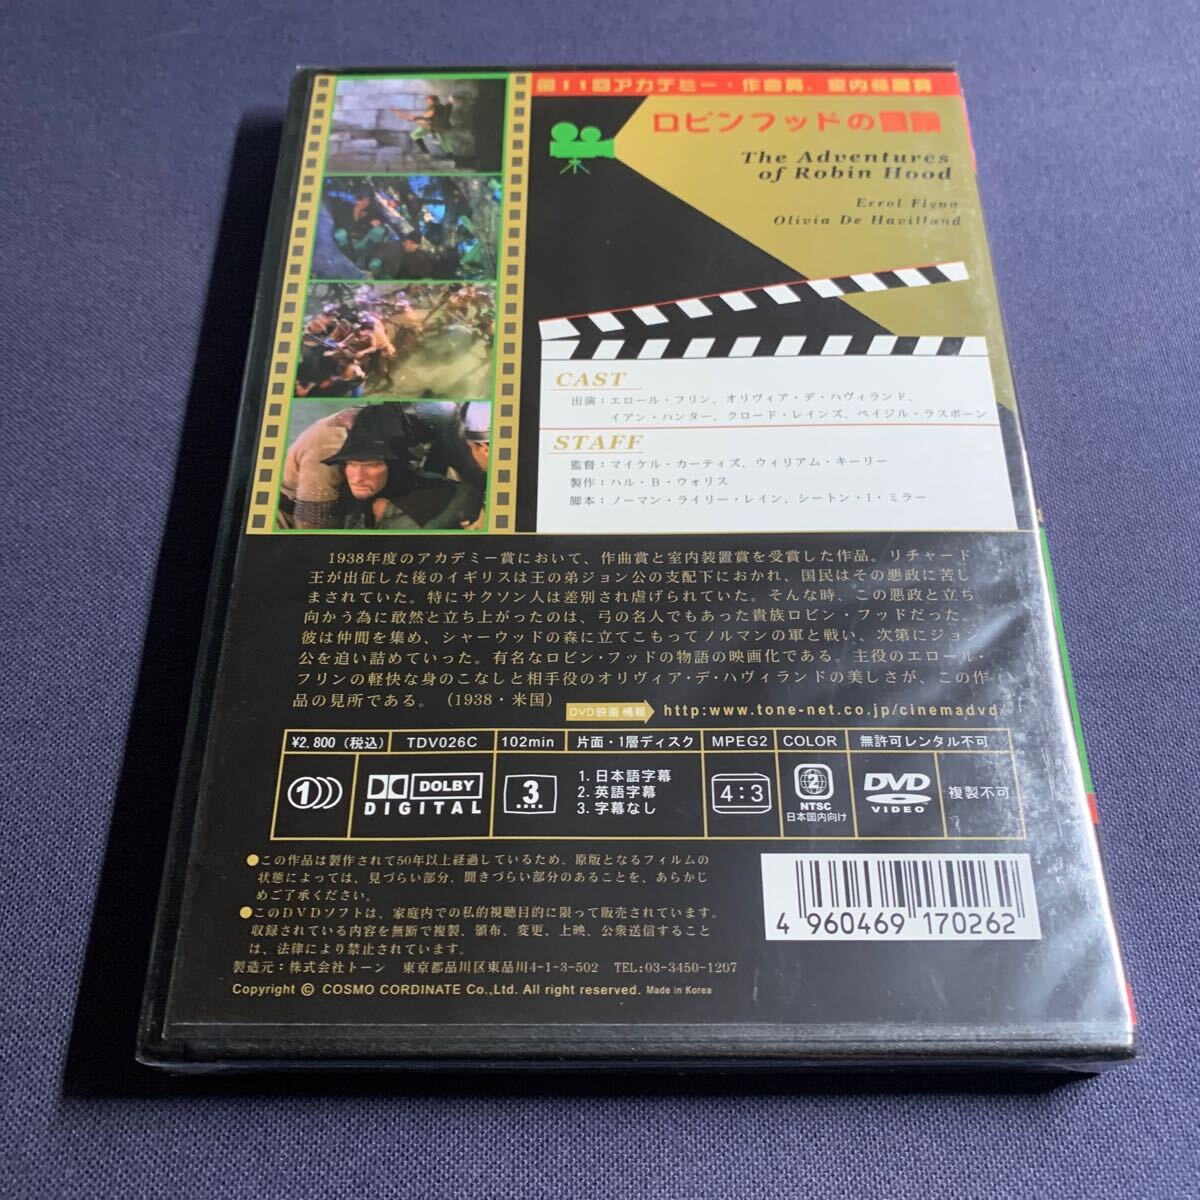 第11回アカデミー・作曲賞、室内装置賞
ロビンフッドの冒険
The Adventures
of Robin Hood
Errol Flynn
Olivia De Havilland
CAST
出演：エロール・フリン、オリヴィア・デ・ハヴィランド、
イアン・ハンター、クロード・レインズ、ベイジル・ラスボーン
STAFF
監督：マイケル・カーティズ、ウィリアム・キーリー
製作：ハル・B・ウォリス
脚本：ノーマン・ライリー・レイン、シートン・I・ミラー
1938年度のアカデミー賞において、作曲賞と室内装置賞を受賞した作品。リチャード
王が出征した後のイギリスは王の弟ジョン公の支配下におかれ、国民はその悪政に苦し
まされていた。特にサクソン人は差別され虐げられていた。そんな時、この悪政と立ち
向かう為に敢然と立ち上がったのは、弓の名人でもあった貴族ロビン・フッドだった。
彼は仲間を集め、シャーウッドの森に立てこもってノルマンの軍と戦い、次第にジョン
公を追い詰めていった。有名なロビン・フッドの物語の映画化である。主役のエロール・
フリンの軽快な身のこなしと相手役のオリヴィア・デ・ハヴィランドの美しさが、この作
品の見所である。（1938・米国）
DVD映画情報 http:www.tone-net.co.jp/cinemadvd/
¥2,800（税込） TDV026C 102min 片面・1層ディスク MPEG2 COLOR 無許可レンタル不可
1 DOLBY DIGITAL 3 1. 日本語字幕
2. 英語字幕
3. 字幕なし
4:3 2 NTSC 日本国内向け DVD VIDEO 複製不可
●この作品は製作されて50年以上経過しているため、原版となるフィルムの
状態によっては、見づらい部分、聞きづらい部分のあることを、あらかじ
めご了承ください。
●このDVDソフトは、家庭内での私的視聴目的に限って販売されています。
収録されている内容を無断で複製、頒布、変更、上映、公衆送信すること
は、法律により禁止されています。
製造元：株式会社トーン 東京都品川区東品川4-1-3-502 TEL:03-3450-1207
Copyright © COSMO CORDINATE Co.,Ltd. All right reserved. Made in Korea
4 960469 170262